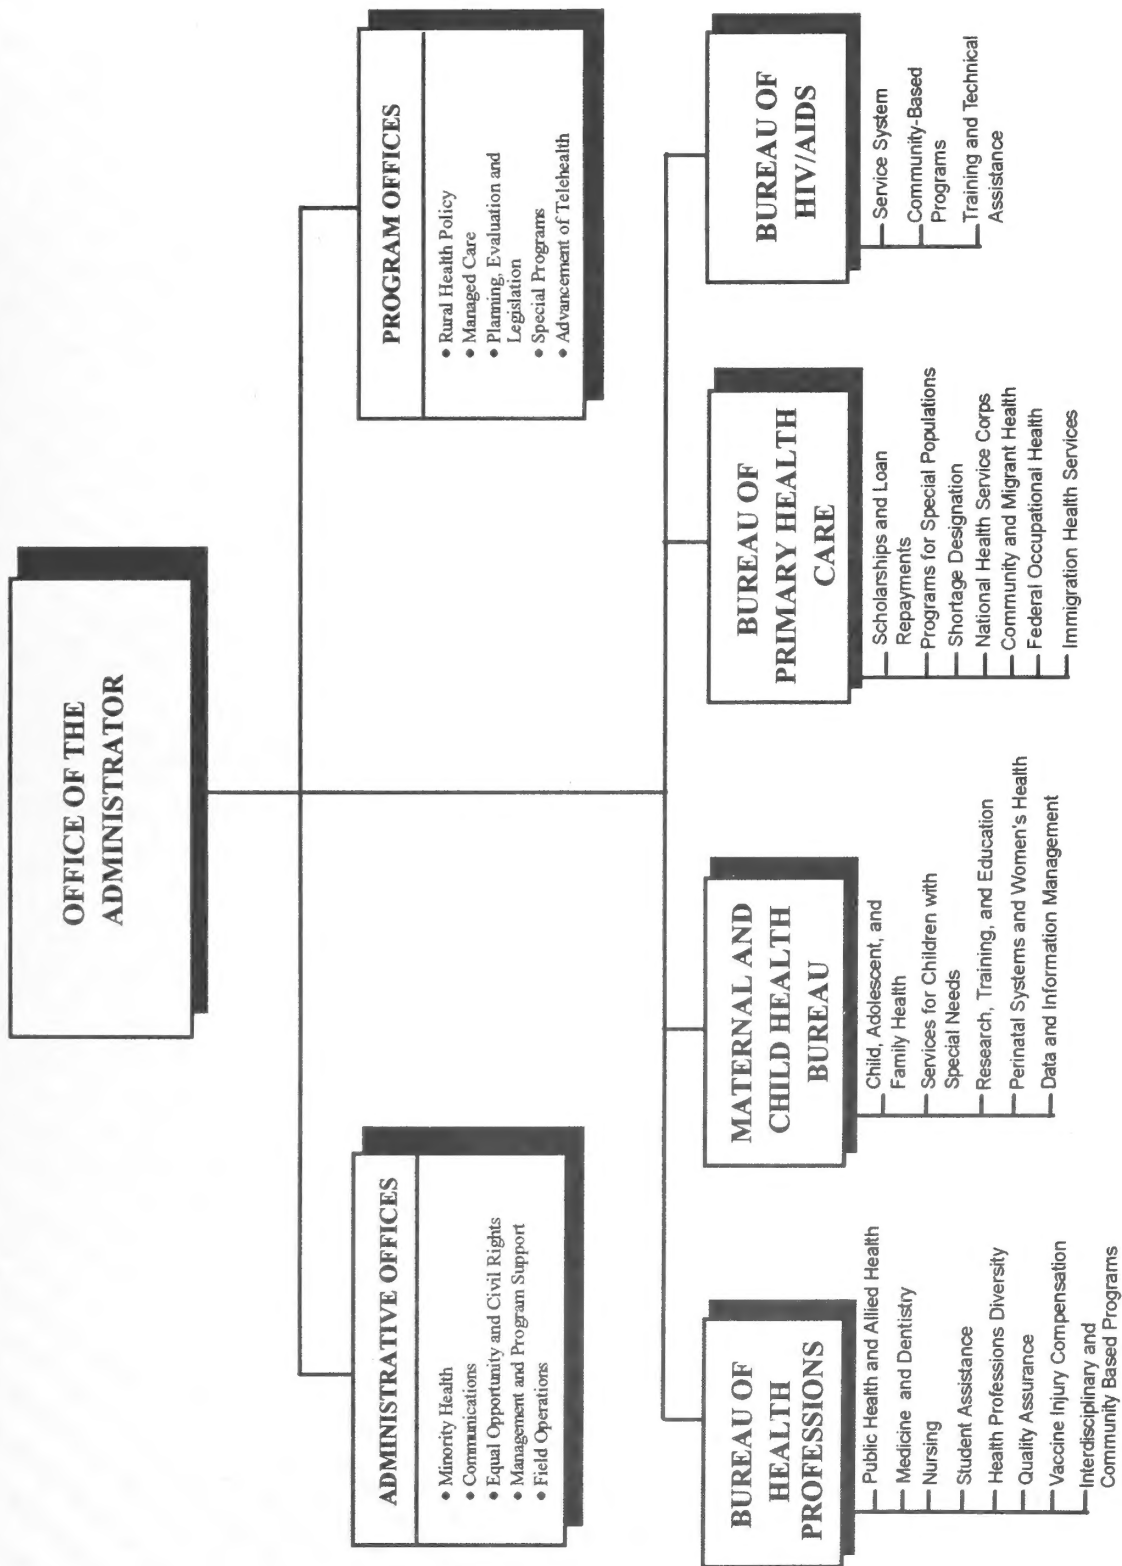 OFFICE OF THE
ADMINISTRATOR
ADMINISTRATIVE OFFICES
● Minority Health
● Communications
● Equal Opportunity and Civil Rights
● Management and Program Support
● Field Operations
PROGRAM OFFICES
● Rural Health Policy
● Managed Care
● Planning, Evaluation and
Legislation
● Special Programs
● Advancement of Telehealth
BUREAU OF
HEALTH
PROFESSIONS
Public Health and Allied Health
Medicine and Dentistry
Nursing
Student Assistance
Health Professions Diversity
Quality Assurance
Vaccine Injury Compensation
Interdisciplinary and
Community Based Programs
MATERNAL AND
CHILD HEALTH
BUREAU
Child, Adolescent, and
Family Health
Services for Children with
Special Needs
Research, Training, and Education
Perinatal Systems and Women's Health
Data and Information Management
BUREAU OF
PRIMARY HEALTH
CARE
Scholarships and Loan
Repayments
Programs for Special Populations
Shortage Designation
National Health Service Corps
Community and Migrant Health
Federal Occupational Health
Immigration Health Services
BUREAU OF
HIV/AIDS
Service System
Community-Based
Programs
Training and Technical
Assistance